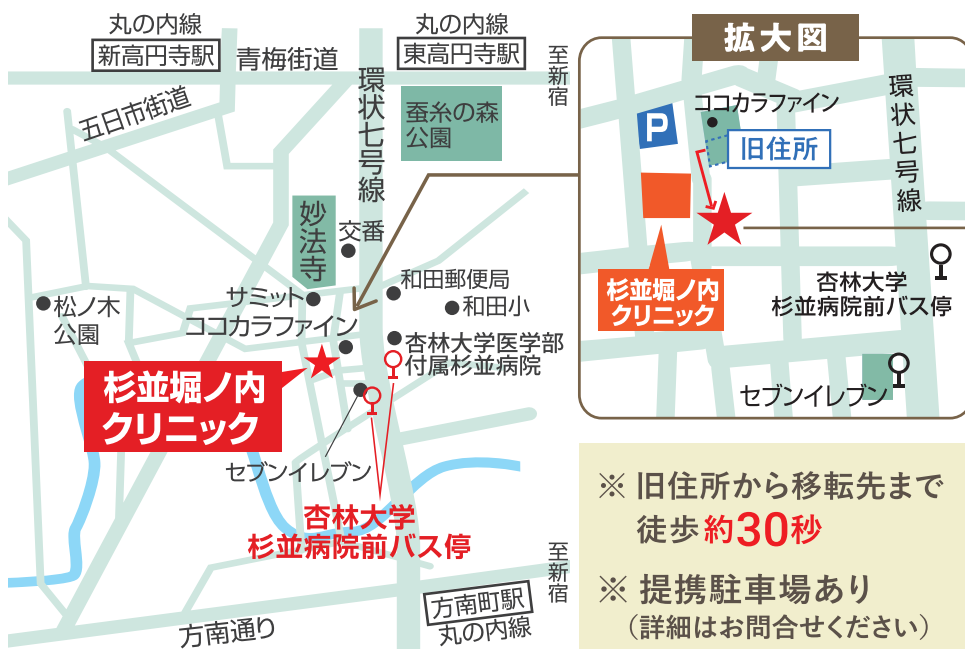 丸の内線
新高円寺駅
青梅街道
丸の内線
東高円寺駅
至新宿
五日市街道
環状七号線
蚕糸の森
公園
妙法寺
交番
サミット
ココカラファイン
和田郵便局
和田小
松ノ木
公園
杏林大学医学部
付属杉並病院
杉並堀ノ内
クリニック
セブンイレブン
杏林大学
杉並病院前バス停
至新宿
方南町駅
丸の内線
方南通り
拡大図
ココカラファイン
P
旧住所
環状七号線
杉並堀ノ内
クリニック
杏林大学
杉並病院前バス停
セブンイレブン
※ 旧住所から移転先まで
徒歩 約30秒
※ 提携駐車場あり
（詳細はお問合せください）